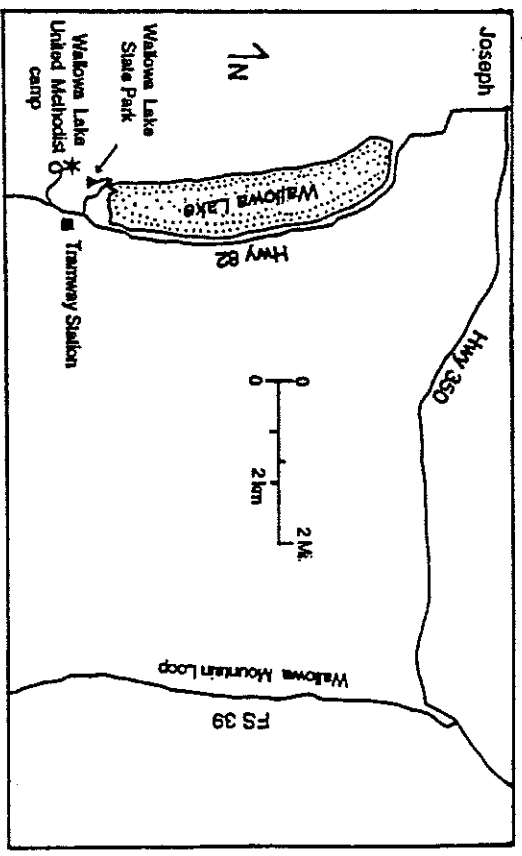 Joseph
Hwy 350
N
Wallowa Lake
State Park
Wallowa Lake
United Methodist
camp
Wallowa Lake
Hwy 82
Tramway Station
0
0
2 km
2 Mi.
Wallowa Mountain Loop
FS 39